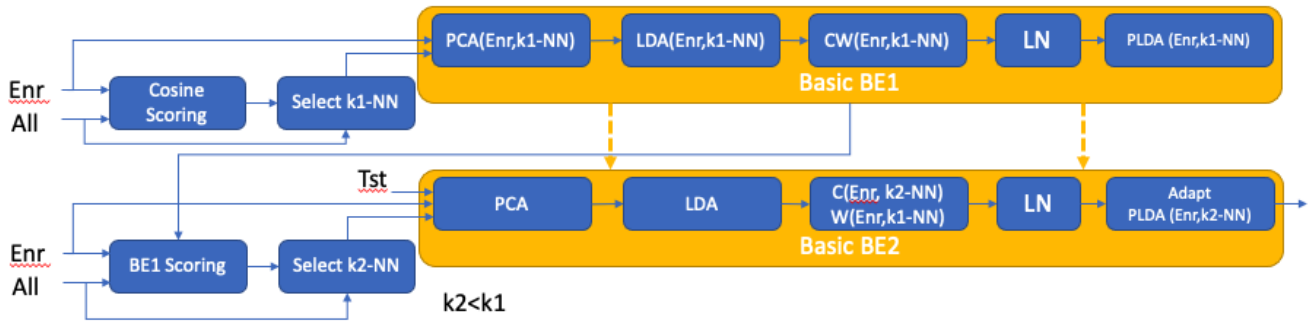 PCA(Enr,k1-NN)
LDA(Enr,k1-NN)
CW(Enr,k1-NN)
LN
PLDA (Enr,k1-NN)
Basic BE1
Enr
All
Cosine
Scoring
Select k1-NN
Tst
PCA
LDA
C(Enr, k2-NN)
W(Enr,k1-NN)
LN
Adapt
PLDA (Enr,k2-NN)
Basic BE2
Enr
All
BE1 Scoring
Select k2-NN
k2<k1